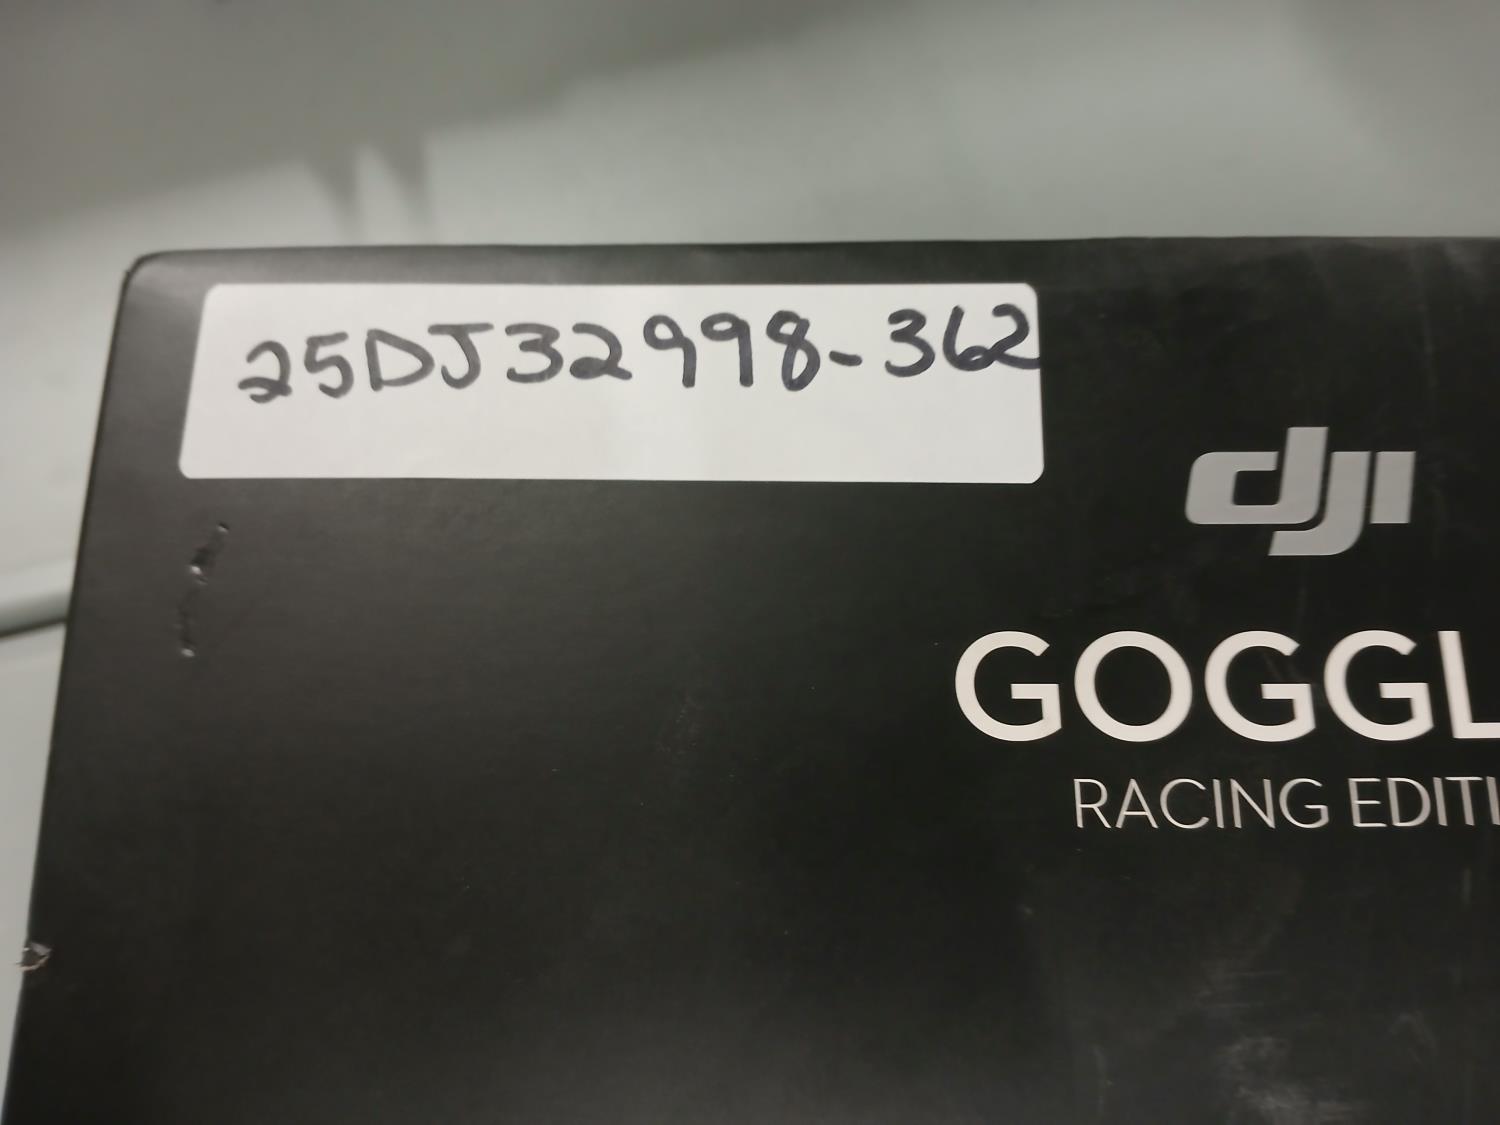 25DJ32998-362
dji
GOGGL
RACING EDITI